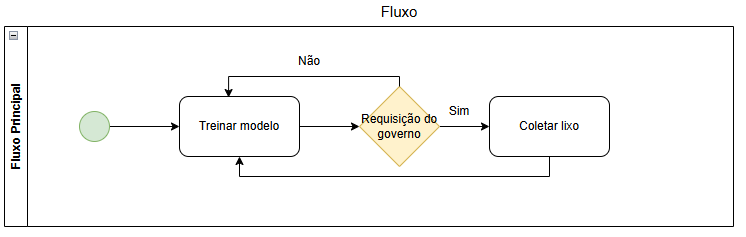 Fluxo
Fluxo Principal
Não
Treinar modelo
Requisição do
governo
Sim
Coletar lixo